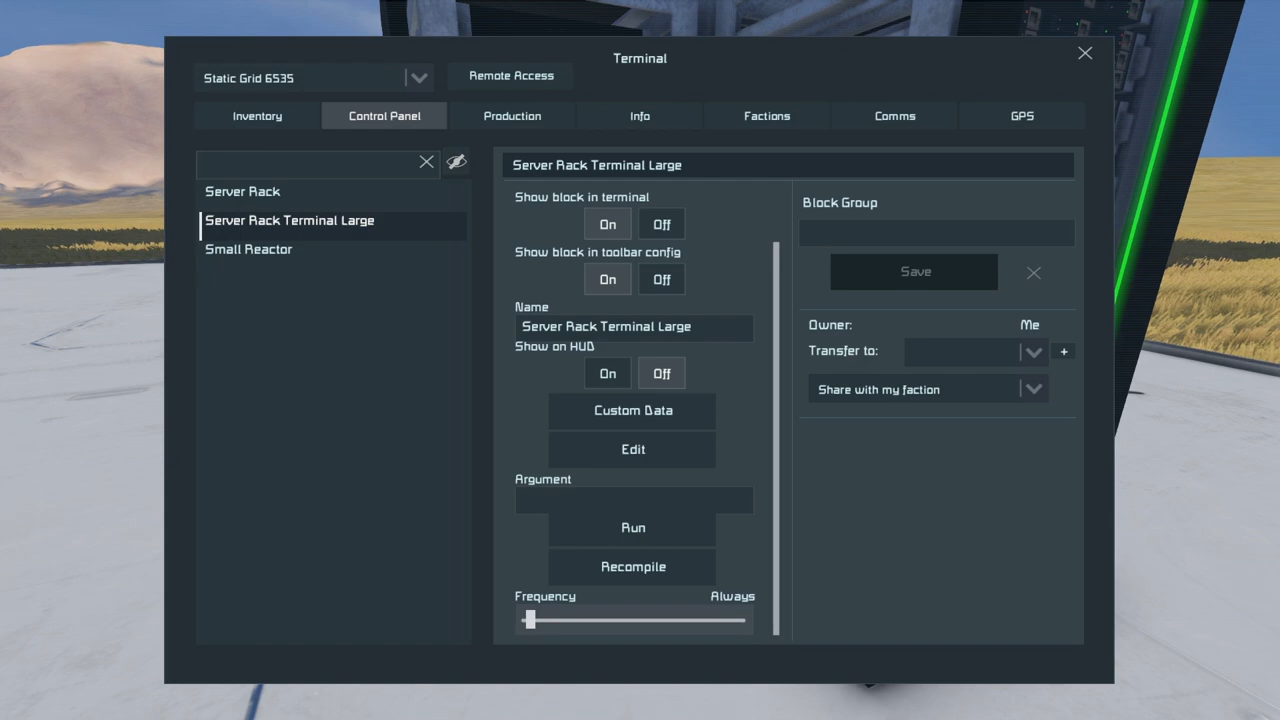 Terminal
Static Grid 6535
Remote Access
Inventory
Control Panel
Production
Info
Factions
Comms
GPS
Server Rack
Server Rack Terminal Large
Small Reactor
Server Rack Terminal Large
Show block in terminal
On
Off
Show block in toolbar config
On
Off
Name
Server Rack Terminal Large
Show on HUD
On
Off
Custom Data
Edit
Argument
Run
Recompile
Frequency
Always
Block Group
Save
Owner:
Me
Transfer to:
+
Share with my faction